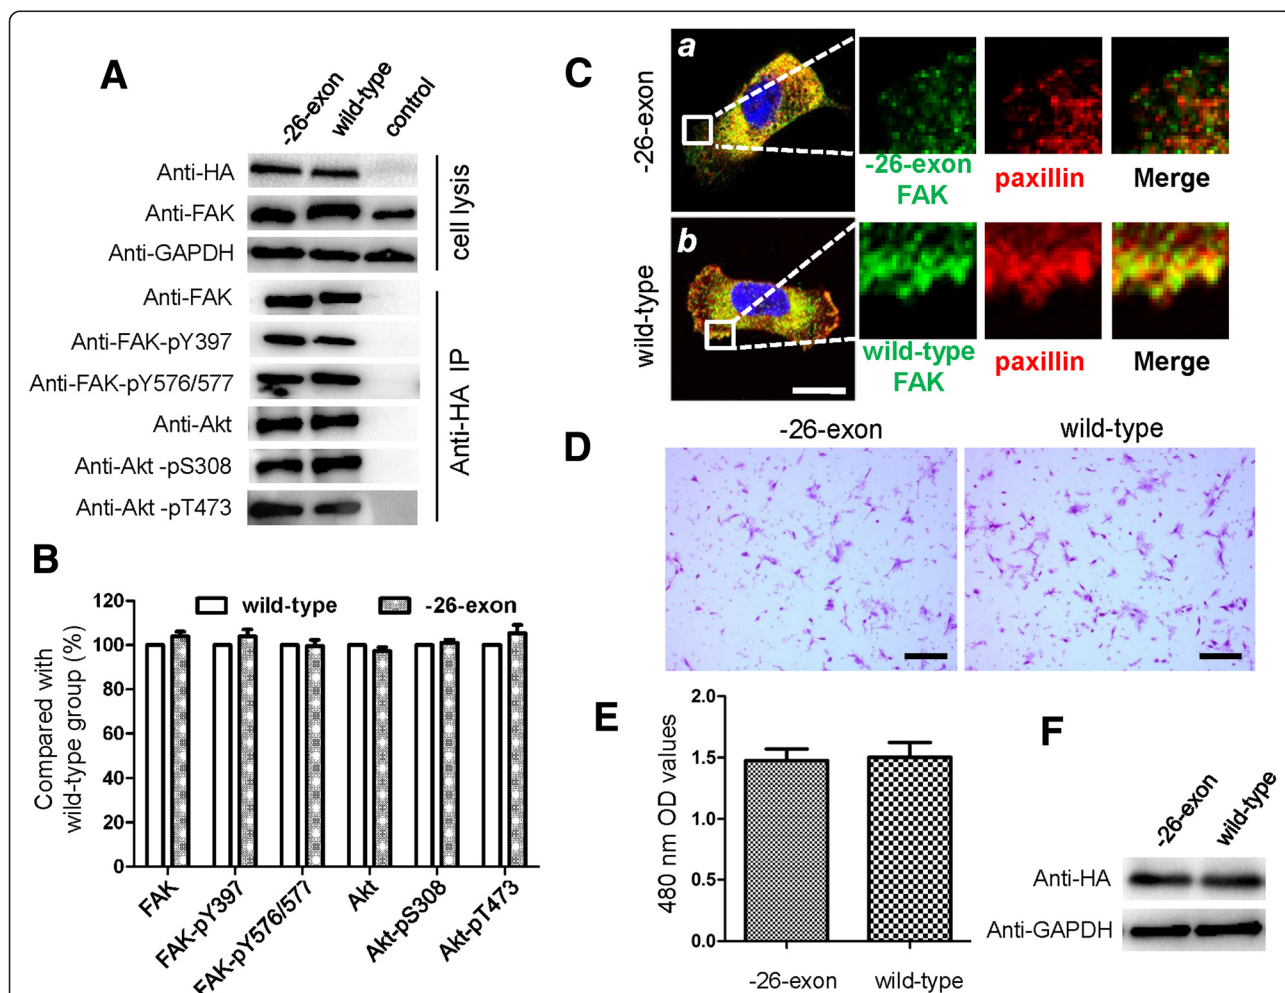 A
-26-exon
wild-type
control
Anti-HA
Anti-FAK
Anti-GAPDH
cell lysis
Anti-FAK
Anti-FAK-pY397
Anti-FAK-pY576/577
Anti-Akt
Anti-Akt -pS308
Anti-Akt -pT473
Anti-HA IP
B
Compared with
wild-type group (%)
120
100
80
60
40
20
0
wild-type
-26-exon
FAK
FAK-pY397
FAK-pY576/577
Akt
Akt-pS308
Akt-pT473
C
-26-exon
a
-26-exon
FAK
paxillin
Merge
wild-type
b
wild-type
FAK
paxillin
Merge
D
-26-exon
wild-type
E
480 nm OD values
2.0
1.5
1.0
0.5
0.0
-26-exon
wild-type
F
-26-exon
wild-type
Anti-HA
Anti-GAPDH